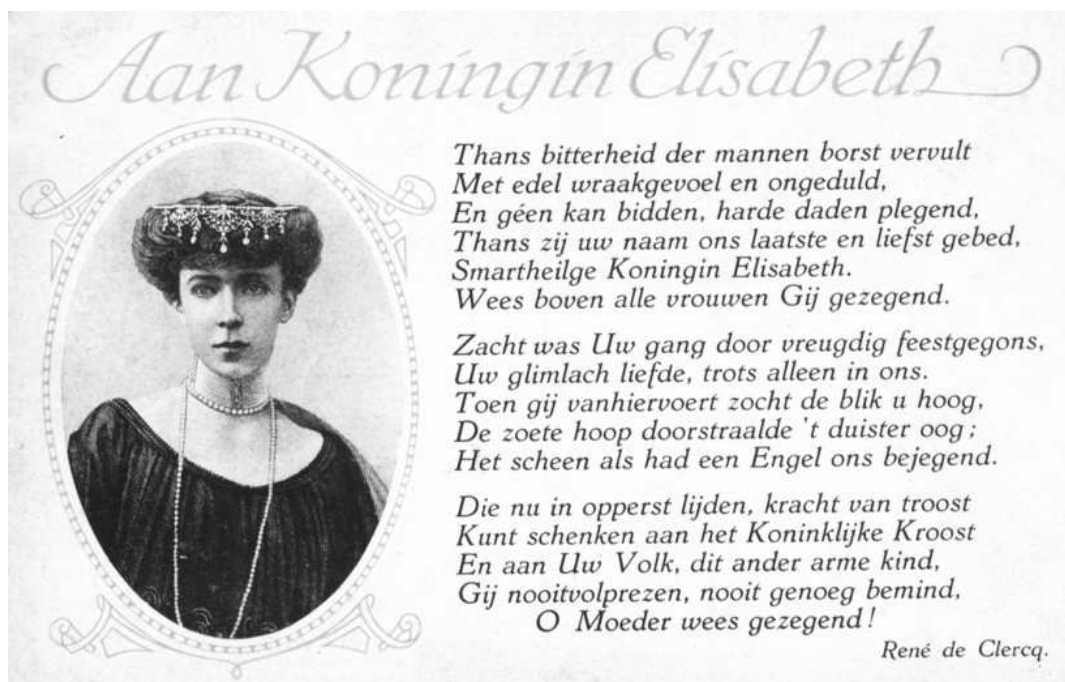 Aan Koningin Elisabeth
Thans bitterheid der mannen borst vervult
Met edel wraakgevoel en ongeduld,
En géen kan bidden, harde daden plegend,
Thans zij uw naam ons laatste en liefst gebed,
Smartheilge Koningin Elisabeth.
Wees boven alle vrouwen Gij gezegend.
Zacht was Uw gang door vreugdig feestgegons,
Uw glimlach liefde, trots alleen in ons.
Toen gij vanhiervoert zocht de blik u hoog,
De zoete hoop doorstraalde 't duister oog;
Het scheen als had een Engel ons bejegend.
Die nu in opperst lijden, kracht van troost
Kunt schenken aan het Koninklijke Kroost
En aan Uw Volk, dit ander arme kind,
Gij nooitvolprezen, nooit genoeg bemind,
O Moeder wees gezegend!
René de Clercq.